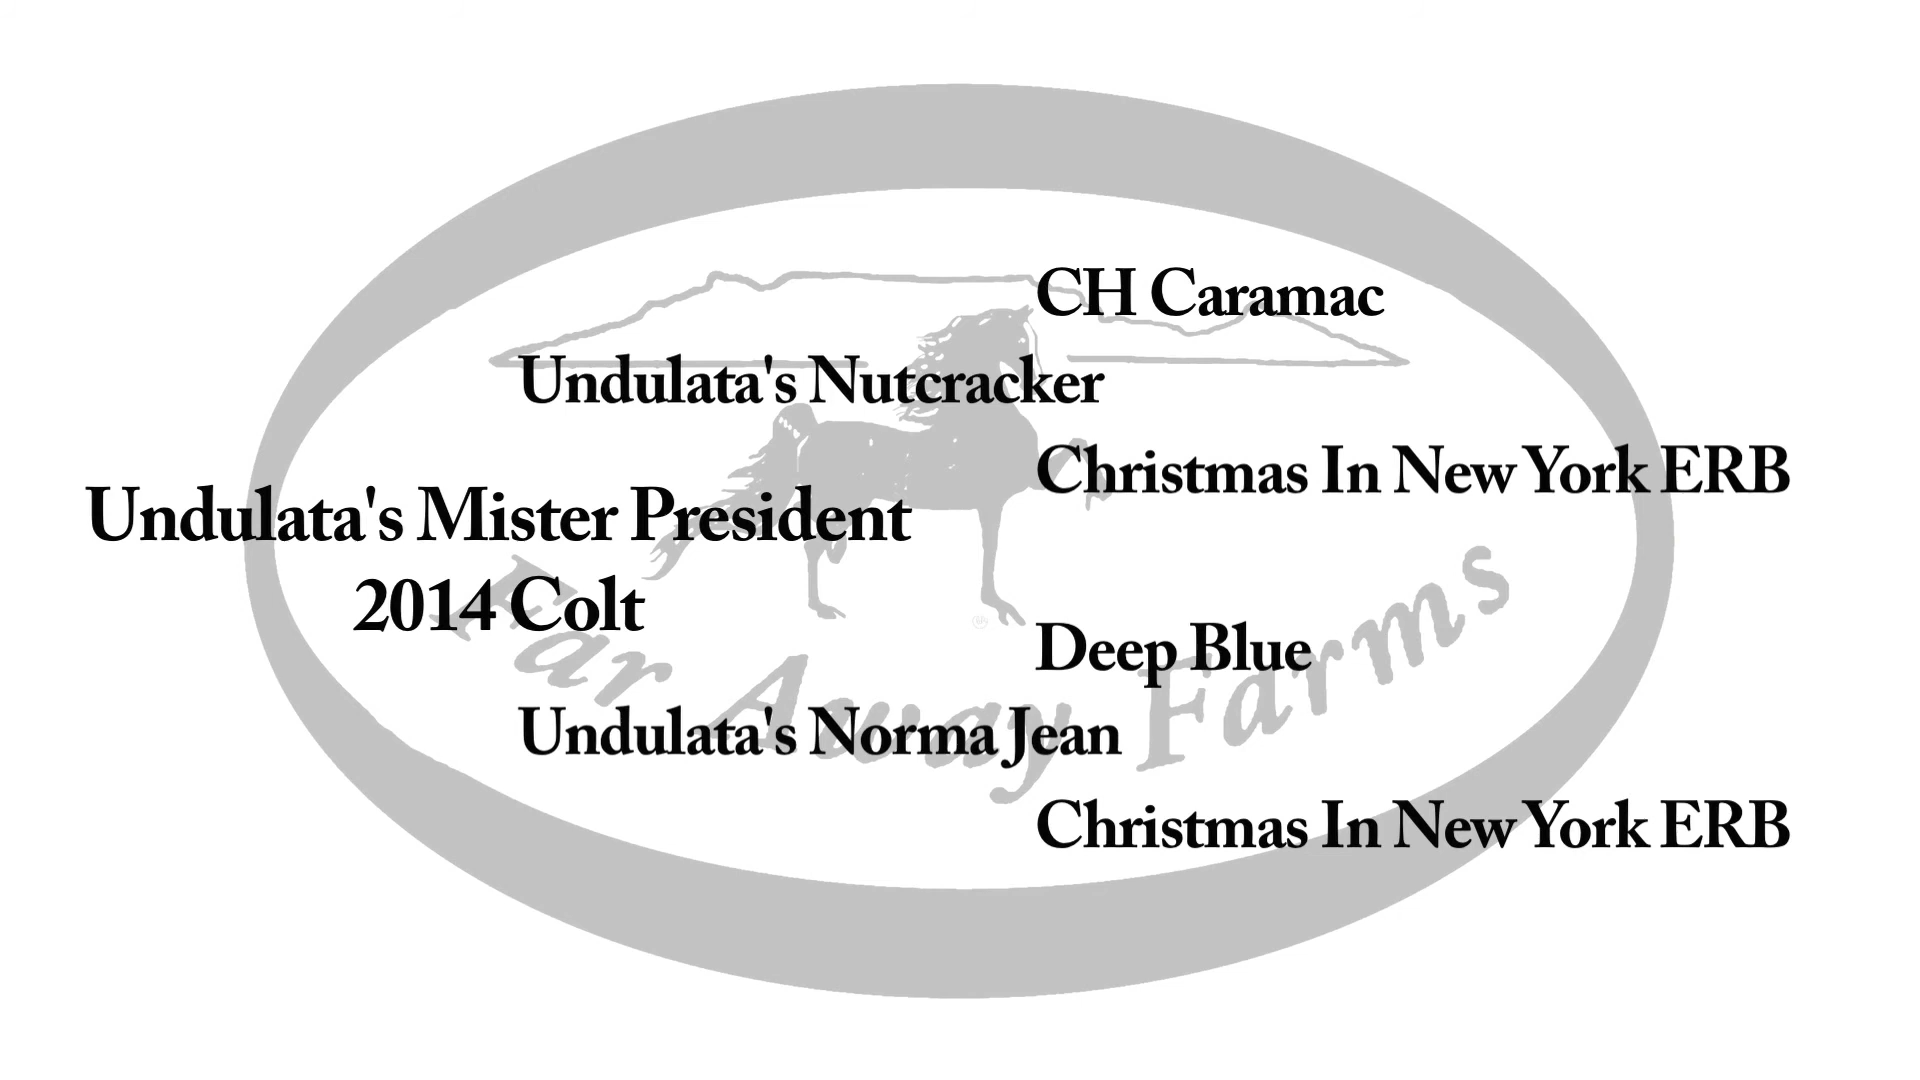 CH Caramac
Undulata's Nutcracker
Christmas In New York ERB
Undulata's Mister President
2014 Colt
Deep Blue
Undulata's Norma Jean
Christmas In New York ERB
Far Away Farms